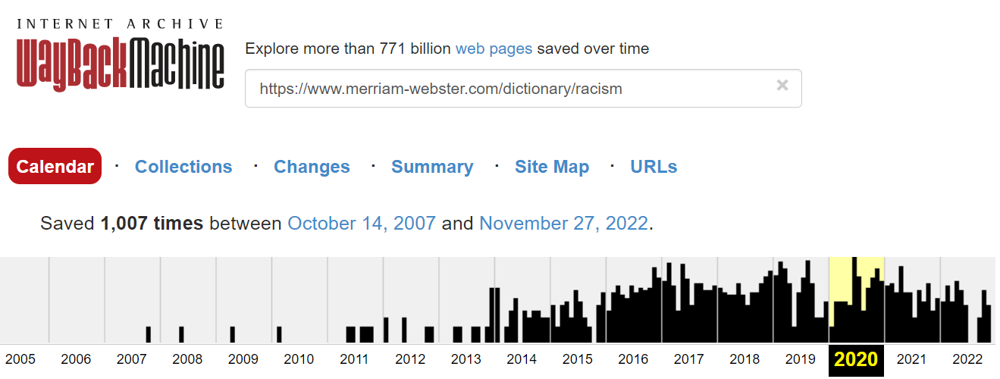 INTERNET ARCHIVE
WayBackMachine
Explore more than 771 billion web pages saved over time
https://www.merriam-webster.com/dictionary/racism ×
Calendar · Collections · Changes · Summary · Site Map · URLs
Saved 1,007 times between October 14, 2007 and November 27, 2022.
2005 2006 2007 2008 2009 2010 2011 2012 2013 2014 2015 2016 2017 2018 2019 2020 2021 2022